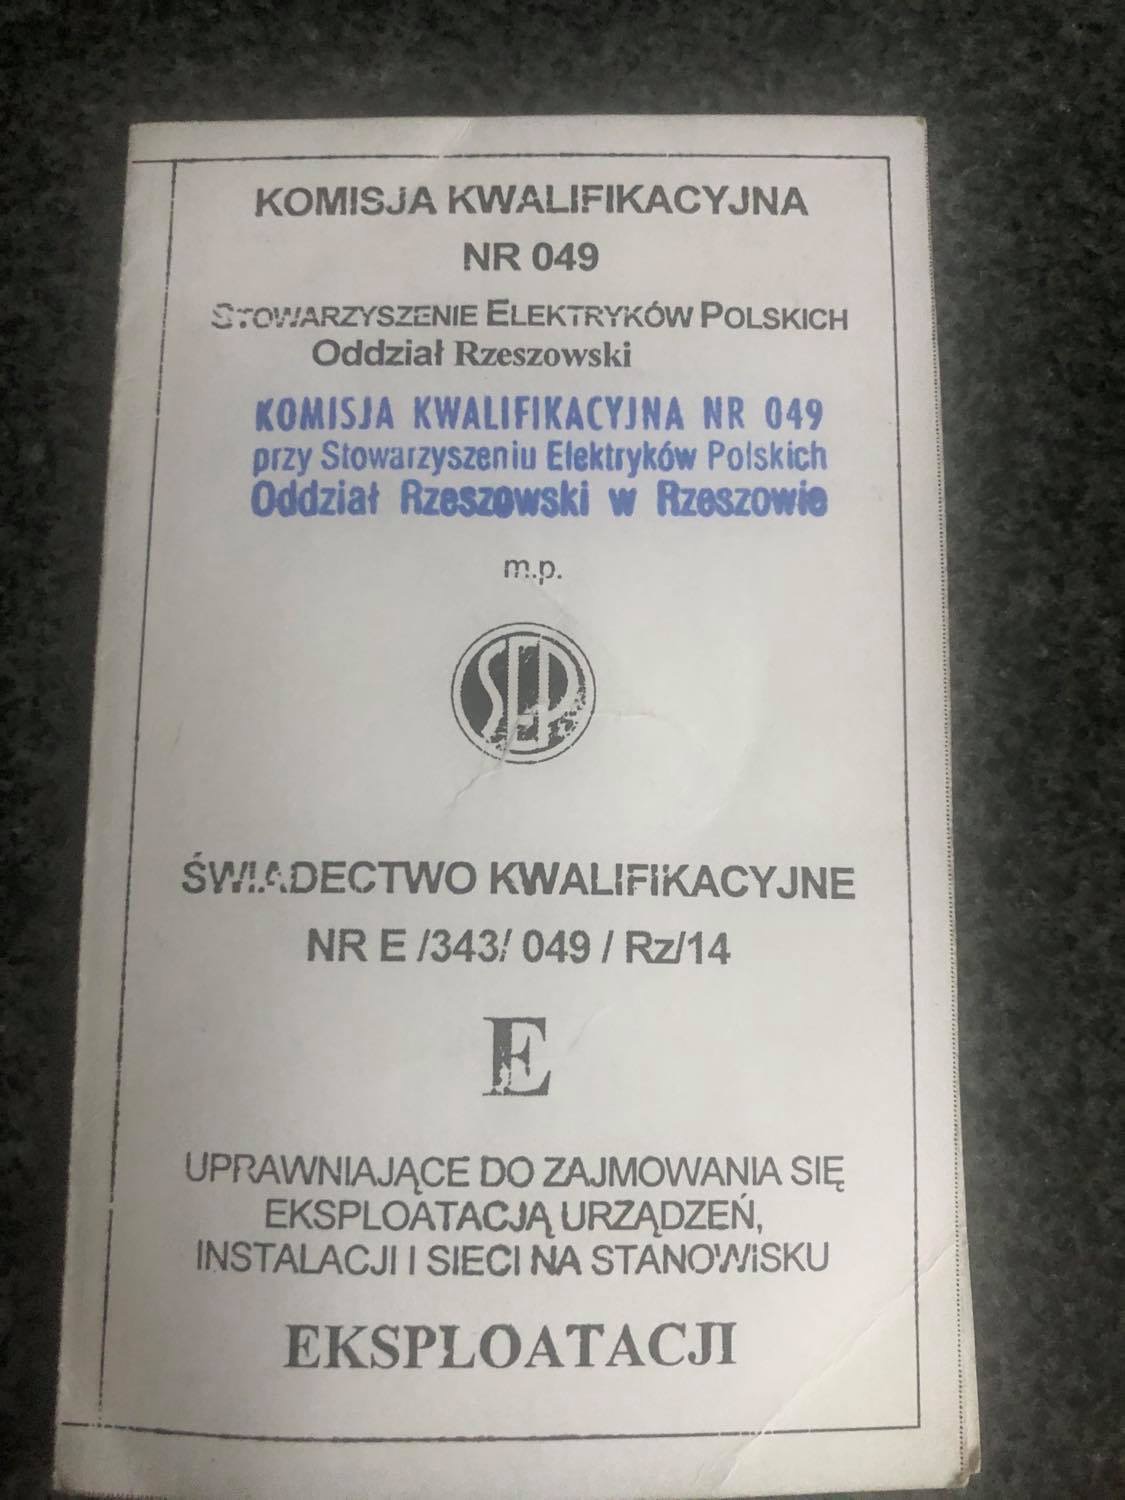 KOMISJA KWALIFIKACYJNA
NR 049
STOWARZYSZENIE ELEKTRYKÓW POLSKICH
Oddział Rzeszowski
KOMISJA KWALIFIKACYJNA NR 049
przy Stowarzyszeniu Elektryków Polskich
Oddział Rzeszowski w Rzeszowie
m.p.
SEP
ŚWIADECTWO KWALIFIKACYJNE
NR E /343/ 049 / Rz/14
E
UPRAWNIAJĄCE DO ZAJMOWANIA SIĘ
EKSPLOATACJĄ URZĄDZEŃ,
INSTALACJI I SIECI NA STANOWISKU
EKSPLOATACJI